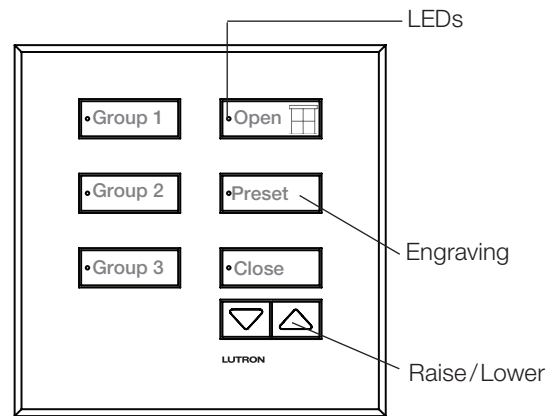 LEDs
Group 1
Open
Group 2
Preset
Engraving
Group 3
Close
LUTRON
Raise/Lower